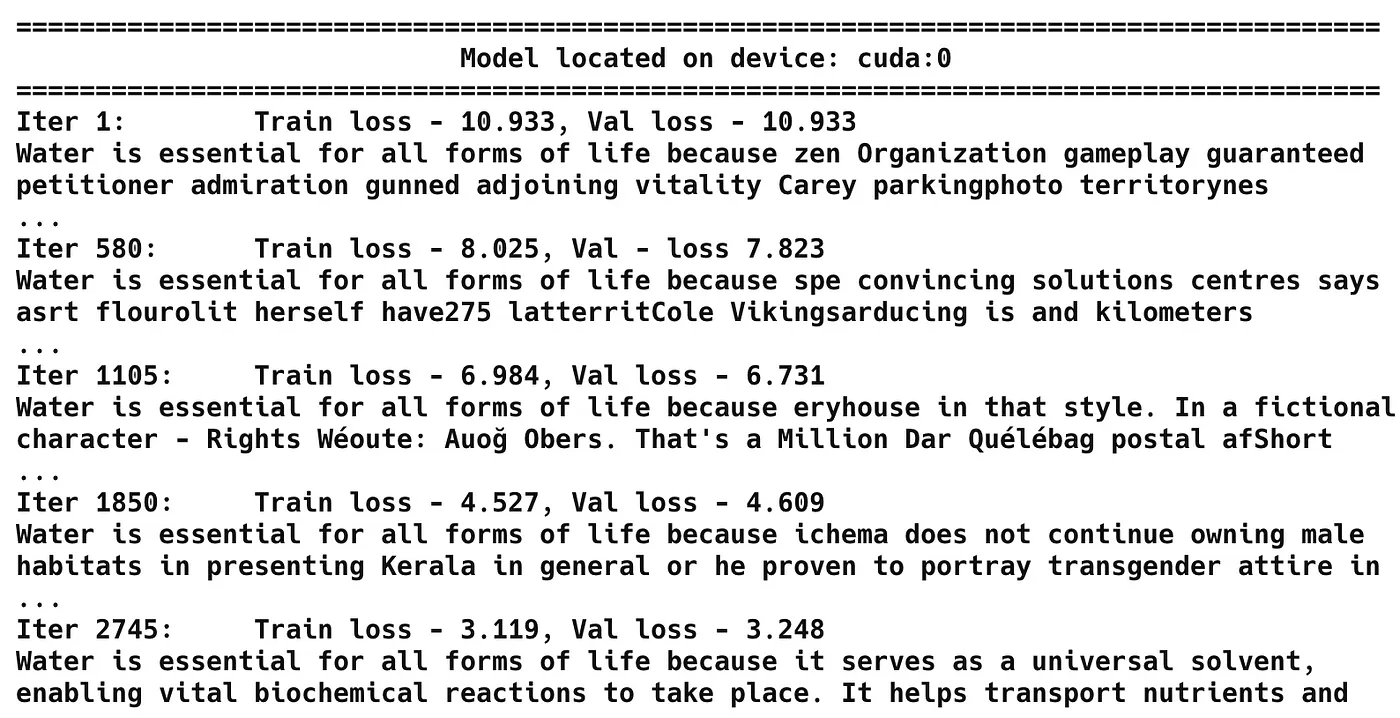 ======================================================================================
Model located on device: cuda:0
======================================================================================
Iter 1: Train loss - 10.933, Val loss - 10.933
Water is essential for all forms of life because zen Organization gameplay guaranteed
petitioner admiration gunned adjoining vitality Carey parkingphoto territorynes
...
Iter 580: Train loss - 8.025, Val - loss 7.823
Water is essential for all forms of life because spe convincing solutions centres says
asrt flourolit herself have275 latterritCole Vikingsarducing is and kilometers
...
Iter 1105: Train loss - 6.984, Val loss - 6.731
Water is essential for all forms of life because eryhouse in that style. In a fictional
character - Rights Wéoute: Auoğ Obers. That's a Million Dar Quélébag postal afShort
...
Iter 1850: Train loss - 4.527, Val loss - 4.609
Water is essential for all forms of life because ichema does not continue owning male
habitats in presenting Kerala in general or he proven to portray transgender attire in
...
Iter 2745: Train loss - 3.119, Val loss - 3.248
Water is essential for all forms of life because it serves as a universal solvent,
enabling vital biochemical reactions to take place. It helps transport nutrients and